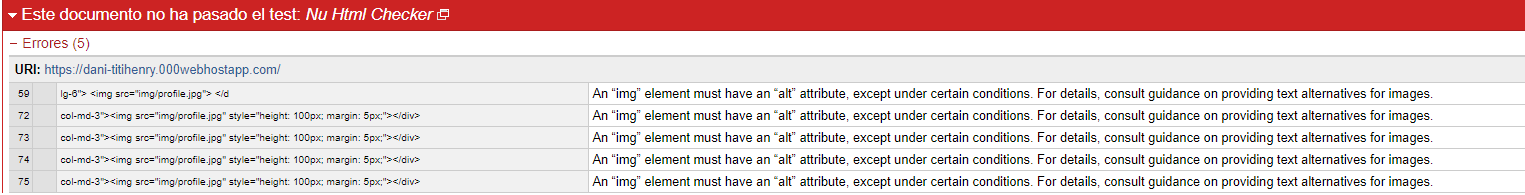 Este documento no ha pasado el test: Nu Html Checker
− Errores (5)
URI: https://dani-titihenry.000webhostapp.com/
59 lg-6"> <img src="img/profile.jpg"> </d An “img” element must have an “alt” attribute, except under certain conditions. For details, consult guidance on providing text alternatives for images.
72 col-md-3"><img src="img/profile.jpg" style="height: 100px; margin: 5px;"></div> An “img” element must have an “alt” attribute, except under certain conditions. For details, consult guidance on providing text alternatives for images.
73 col-md-3"><img src="img/profile.jpg" style="height: 100px; margin: 5px;"></div> An “img” element must have an “alt” attribute, except under certain conditions. For details, consult guidance on providing text alternatives for images.
74 col-md-3"><img src="img/profile.jpg" style="height: 100px; margin: 5px;"></div> An “img” element must have an “alt” attribute, except under certain conditions. For details, consult guidance on providing text alternatives for images.
75 col-md-3"><img src="img/profile.jpg" style="height: 100px; margin: 5px;"></div> An “img” element must have an “alt” attribute, except under certain conditions. For details, consult guidance on providing text alternatives for images.